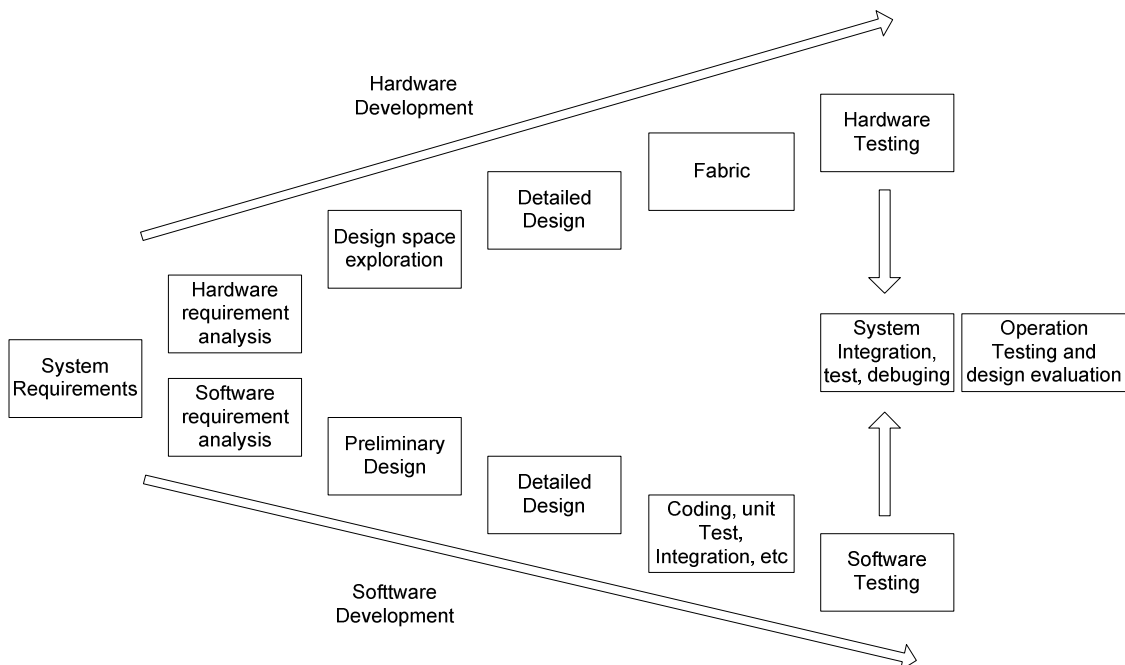 Hardware
Development
Hardware
Testing
Fabric
Detailed
Design
Design space
exploration
Hardware
requirement
analysis
System
Requirements
Software
requirement
analysis
Preliminary
Design
Detailed
Design
Coding, unit
Test,
Integration, etc
Software
Testing
System
Integration,
test, debuging
Operation
Testing and
design evaluation
Softtware
Development